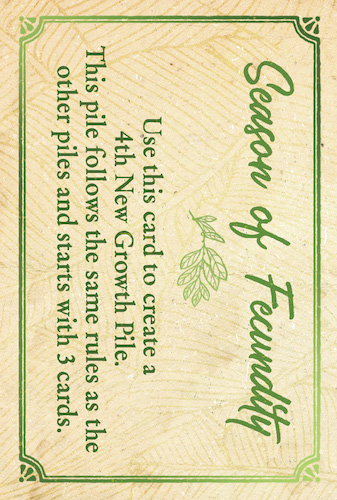 Season of Fecundity
Use this card to create a
4th New Growth Pile.
This pile follows the same rules as the
other piles and starts with 3 cards.